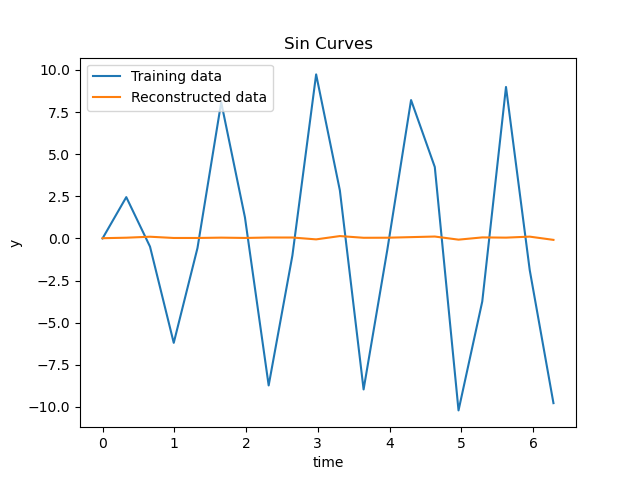 Sin Curves
Training data
Reconstructed data
10.0
7.5
5.0
2.5
0.0
−2.5
−5.0
−7.5
−10.0
y
0 1 2 3 4 5 6
time